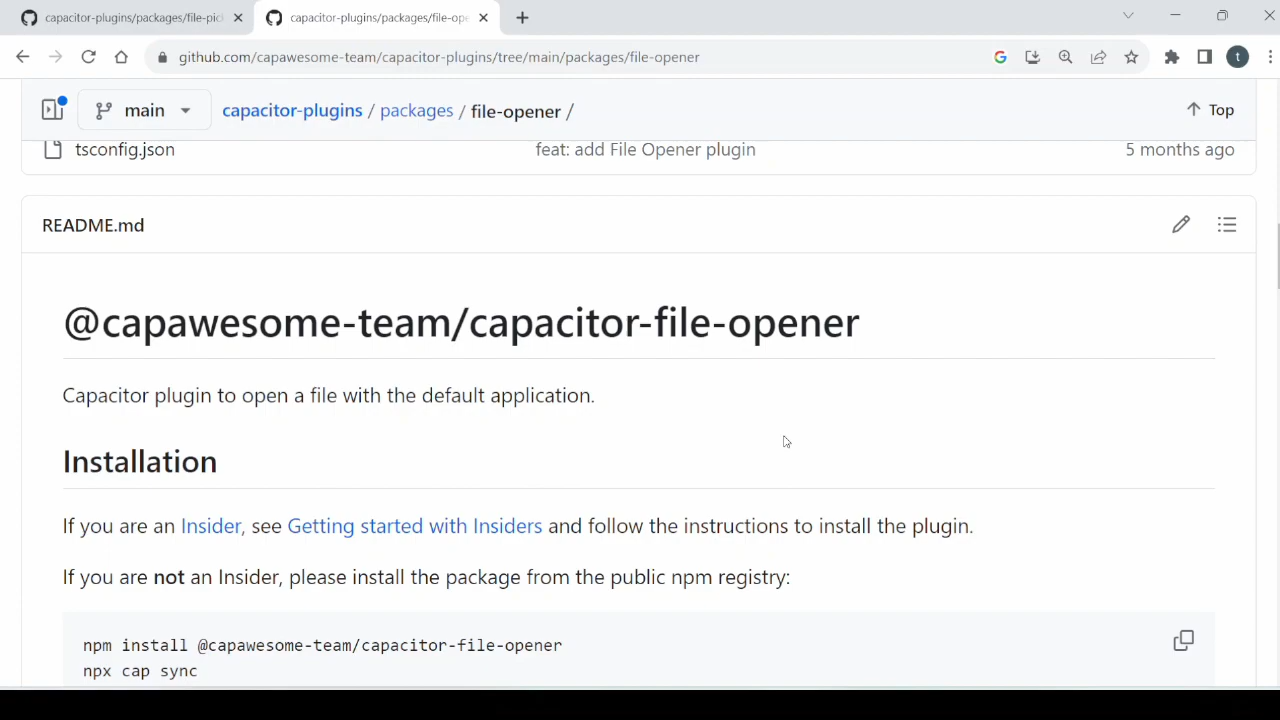 capacitor-plugins/packages/file-pic
capacitor-plugins/packages/file-ope
github.com/capawesome-team/capacitor-plugins/tree/main/packages/file-opener
t
main
capacitor-plugins / packages / file-opener /
Top
tsconfig.json
feat: add File Opener plugin
5 months ago
README.md
@capawesome-team/capacitor-file-opener
Capacitor plugin to open a file with the default application.
Installation
If you are an Insider, see Getting started with Insiders and follow the instructions to install the plugin.
If you are not an Insider, please install the package from the public npm registry:
npm install @capawesome-team/capacitor-file-opener
npx cap sync